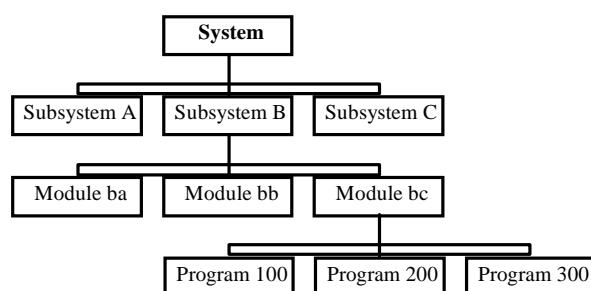 System
Subsystem A Subsystem B Subsystem C
Module ba Module bb Module bc
Program 100 Program 200 Program 300